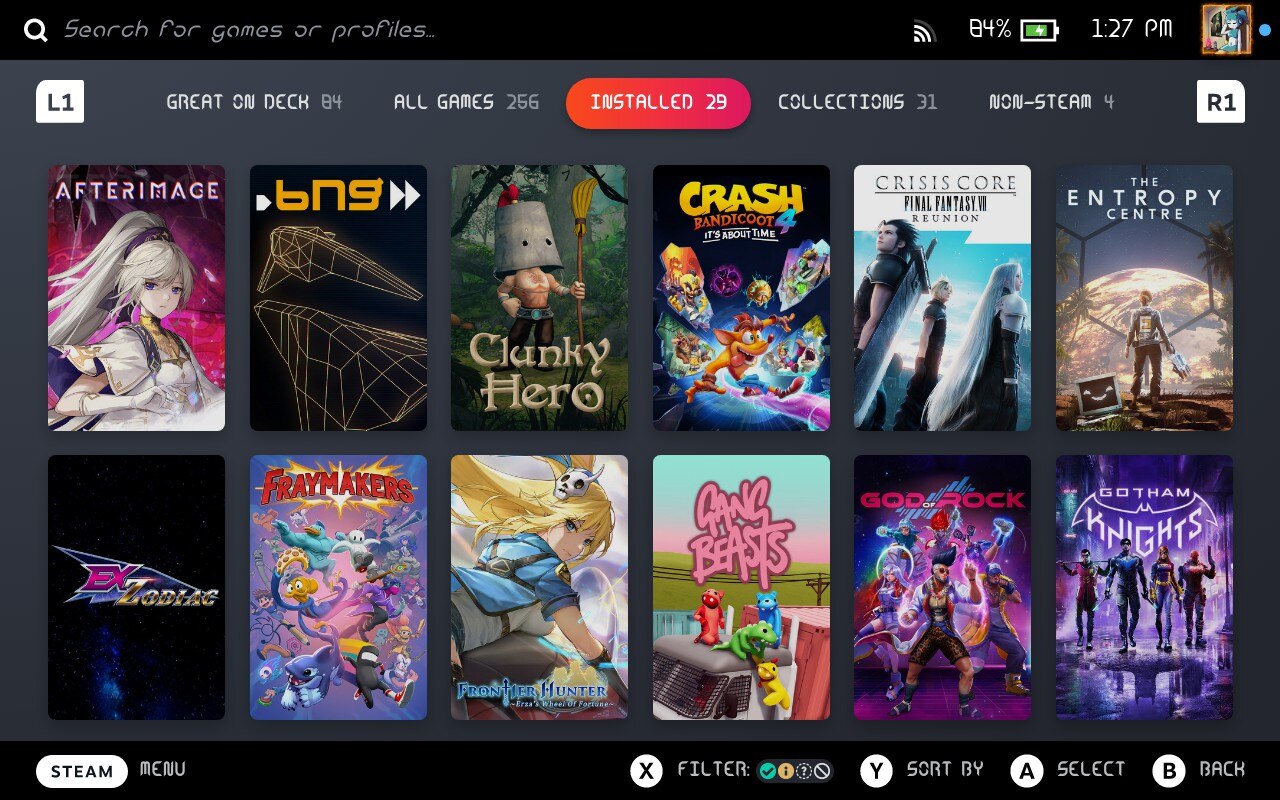 Search for games or profiles...
84%
1:27 PM
L1
GREAT ON DECK 84
ALL GAMES 256
INSTALLED 29
COLLECTIONS 31
NON-STEAM 4
R1
AFTERIMAGE
bng
Clunky
Hero
CRASH
BANDICOOT 4
IT'S ABOUT TIME
CRISIS CORE
FINAL FANTASY VII
REUNION
THE
ENTROPY
CENTRE
EX
ZODIAC
FRAYMAKERS
FRONTIER HUNTER
~Erza's Wheel Of Fortune~
GANG
BEASTS
GOD OF ROCK
GOTHAM
KNIGHTS
STEAM
MENU
X
FILTER:
Y
SORT BY
A
SELECT
B
BACK